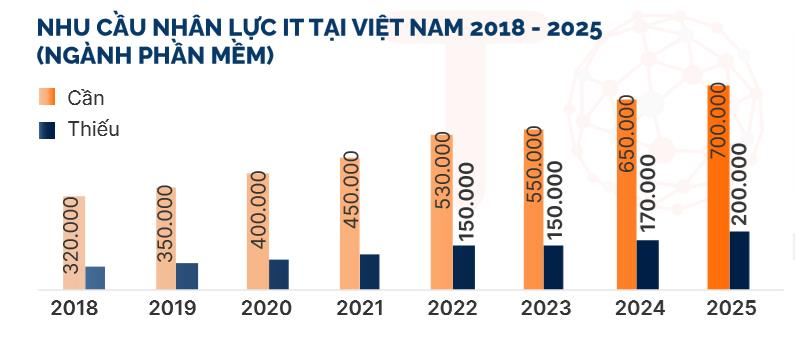 NHU CẦU NHÂN LỰC IT TẠI VIỆT NAM 2018 - 2025
(NGÀNH PHẦN MỀM)
Cần
Thiếu
320.000
350.000
400.000
450.000
530.000
150.000
550.000
150.000
650.000
170.000
700.000
200.000
2018 2019 2020 2021 2022 2023 2024 2025